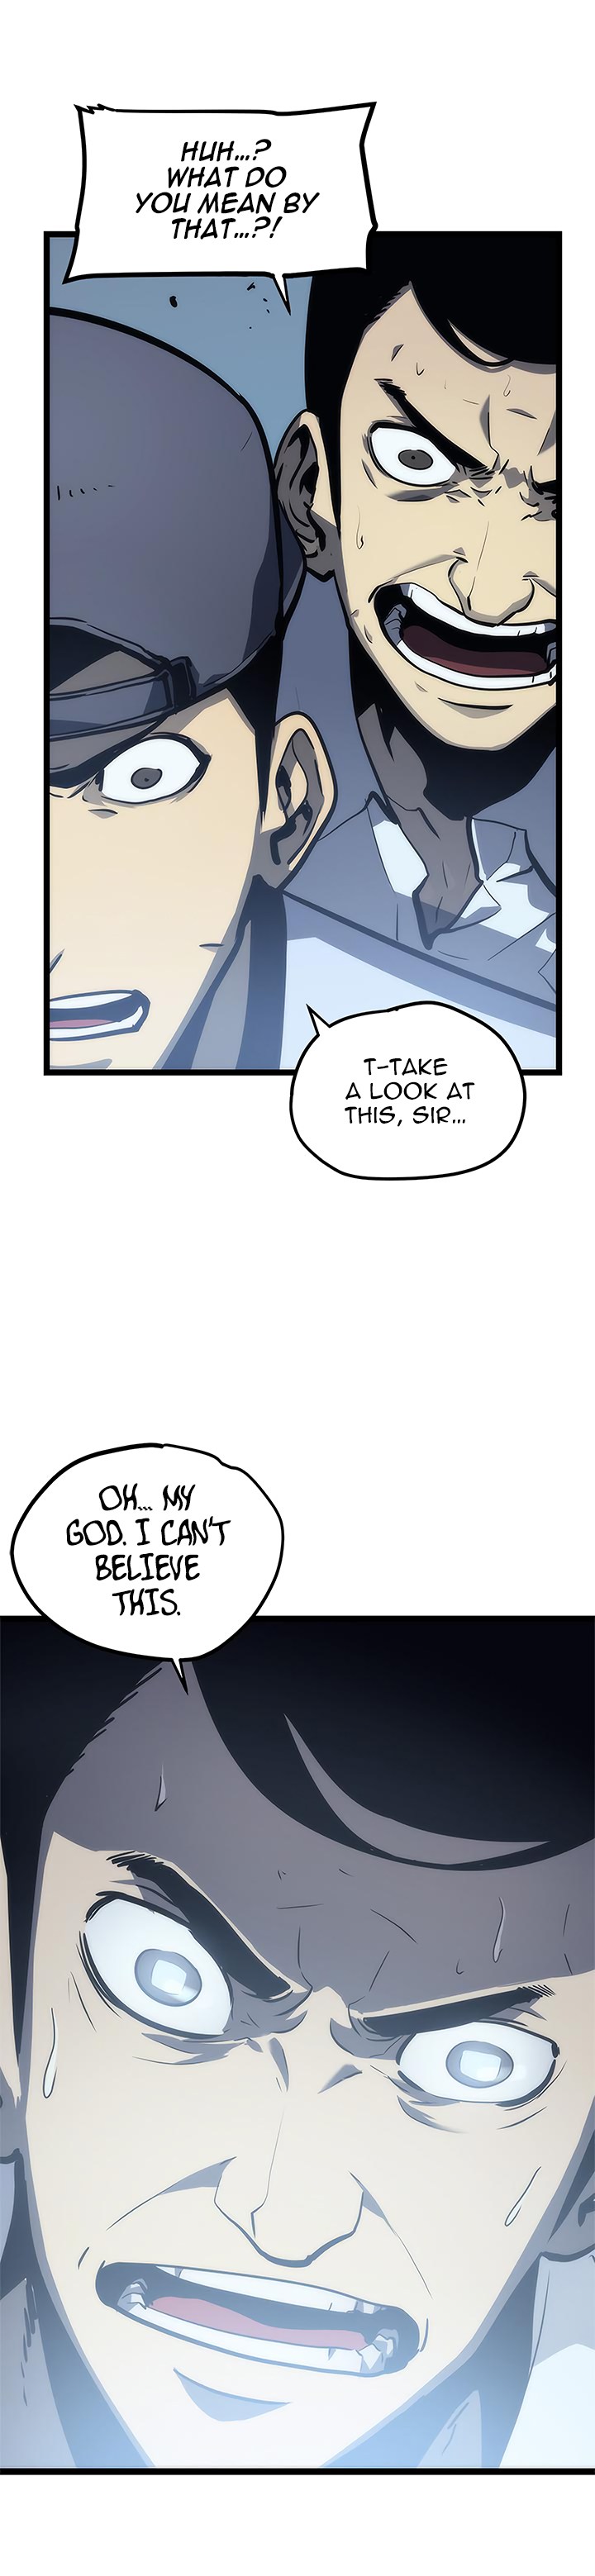 HUH...?
WHAT DO
YOU MEAN BY
THAT...?!
T-TAKE
A LOOK AT
THIS, SIR...
OH... MY
GOD. I CAN'T
BELIEVE
THIS.